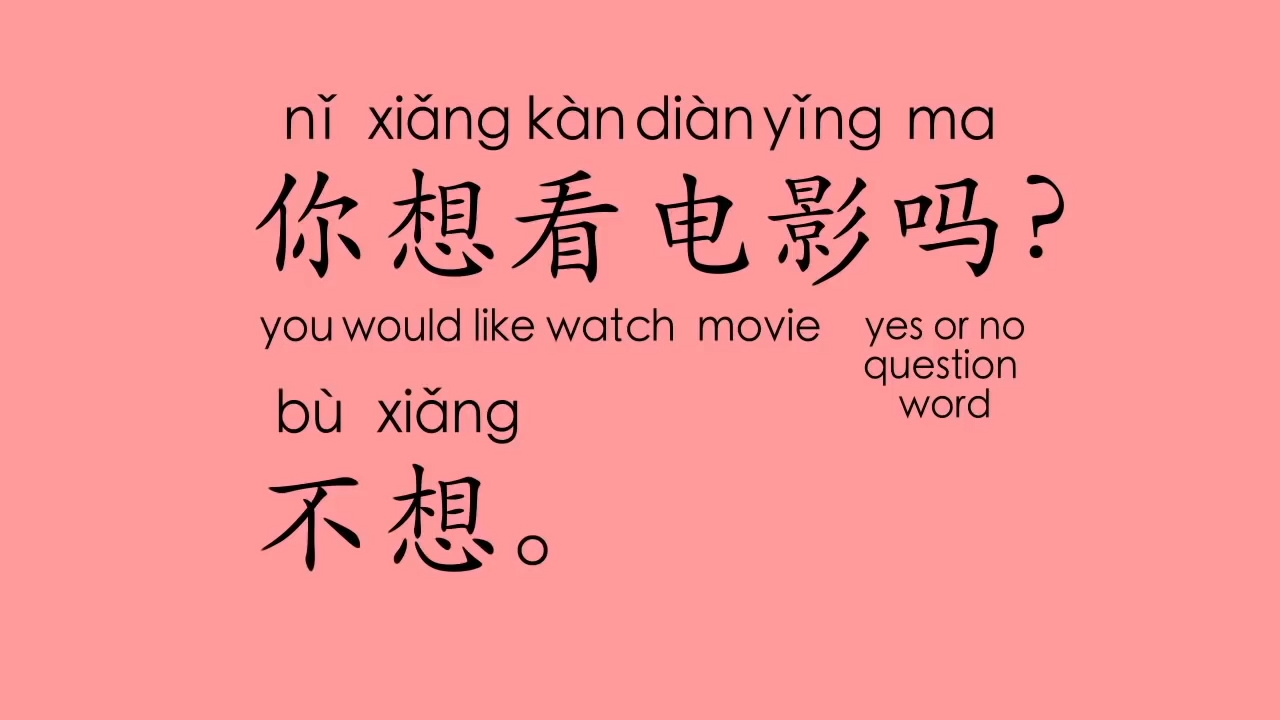 nǐ xiǎng kàn diàn yǐng ma
你想看电影吗?
you would like watch movie yes or no
question
word
bù xiǎng
不想。